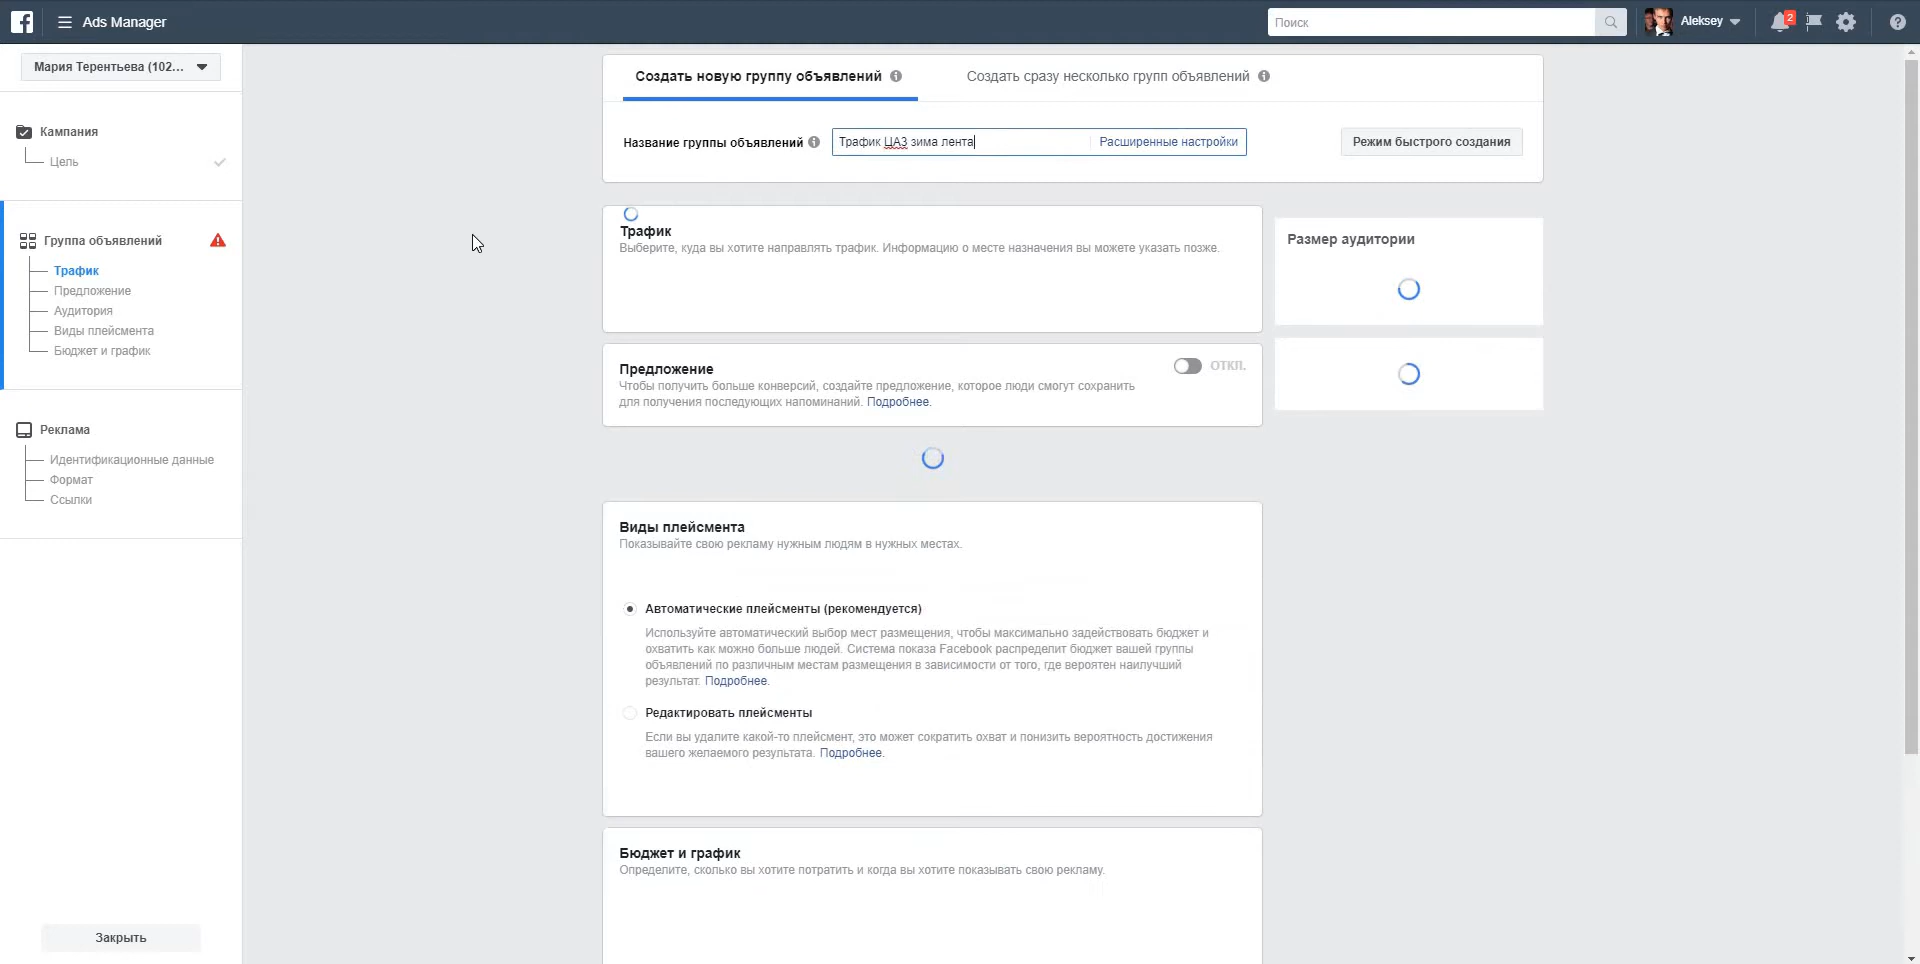 Ads Manager
Поиск
Aleksey
2
Мария Терентьева (102...
Кампания
Цель
Группа объявлений
Трафик
Предложение
Аудитория
Виды плейсмента
Бюджет и график
Реклама
Идентификационные данные
Формат
Ссылки
Закрыть
Создать новую группу объявлений
Создать сразу несколько групп объявлений
Название группы объявлений
Трафик ЦА3 зима лента
Расширенные настройки
Режим быстрого создания
Трафик
Выберите, куда вы хотите направлять трафик. Информацию о месте назначения вы можете указать позже.
Размер аудитории
Предложение
ОТКЛ.
Чтобы получить больше конверсий, создайте предложение, которое люди смогут сохранить
для получения последующих напоминаний. Подробнее.
Виды плейсмента
Показывайте свою рекламу нужным людям в нужных местах.
Автоматические плейсменты (рекомендуется)
Используйте автоматический выбор мест размещения, чтобы максимально задействовать бюджет и
охватить как можно больше людей. Система показа Facebook распределит бюджет вашей группы
объявлений по различным местам размещения в зависимости от того, где вероятен наилучший
результат. Подробнее.
Редактировать плейсменты
Если вы удалите какой-то плейсмент, это может сократить охват и понизить вероятность достижения
вашего желаемого результата. Подробнее.
Бюджет и график
Определите, сколько вы хотите потратить и когда вы хотите показывать свою рекламу.